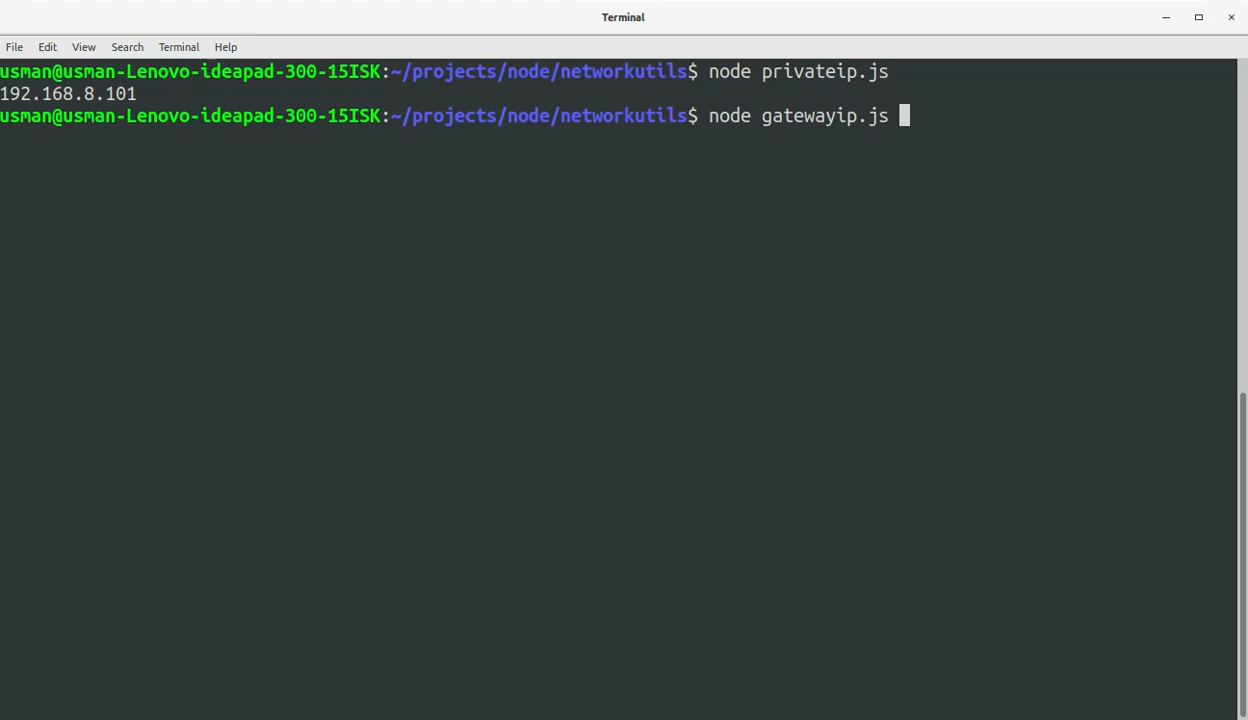 Terminal
File Edit View Search Terminal Help
usman@usman-Lenovo-ideapad-300-15ISK:~/projects/node/networkutils$ node privateip.js
192.168.8.101
usman@usman-Lenovo-ideapad-300-15ISK:~/projects/node/networkutils$ node gatewayip.js